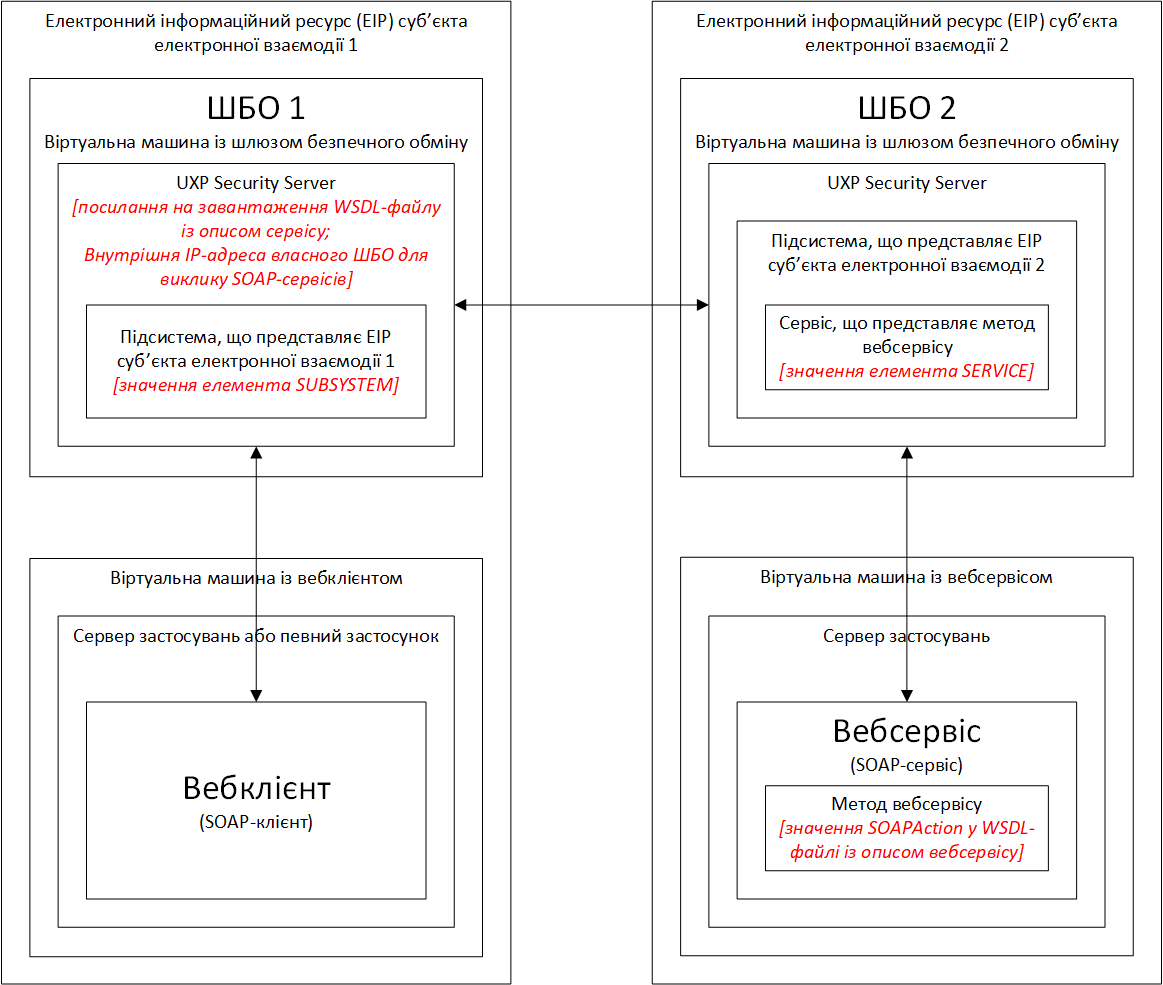 Електронний інформаційний ресурс (ЕІР) суб’єкта
електронної взаємодії 1
ШБО 1
Віртуальна машина із шлюзом безпечного обміну
UXP Security Server
[посилання на завантаження WSDL-файлу
із описом сервісу;
Внутрішня IP-адреса власного ШБО для
виклику SOAP-сервісів]
Підсистема, що представляє ЕІР
суб’єкта електронної взаємодії 1
[значення елемента SUBSYSTEM]
Віртуальна машина із вебклієнтом
Сервер застосувань або певний застосунок
Вебклієнт
(SOAP-клієнт)
Електронний інформаційний ресурс (ЕІР) суб’єкта
електронної взаємодії 2
ШБО 2
Віртуальна машина із шлюзом безпечного обміну
UXP Security Server
Підсистема, що представляє ЕІР
суб’єкта електронної взаємодії 2
Сервіс, що представляє метод
вебсервісу
[значення елемента SERVICE]
Віртуальна машина із вебсервісом
Сервер застосувань
Вебсервіс
(SOAP-сервіс)
Метод вебсервісу
[значення SOAPAction у WSDL-
файлі із описом вебсервісу]